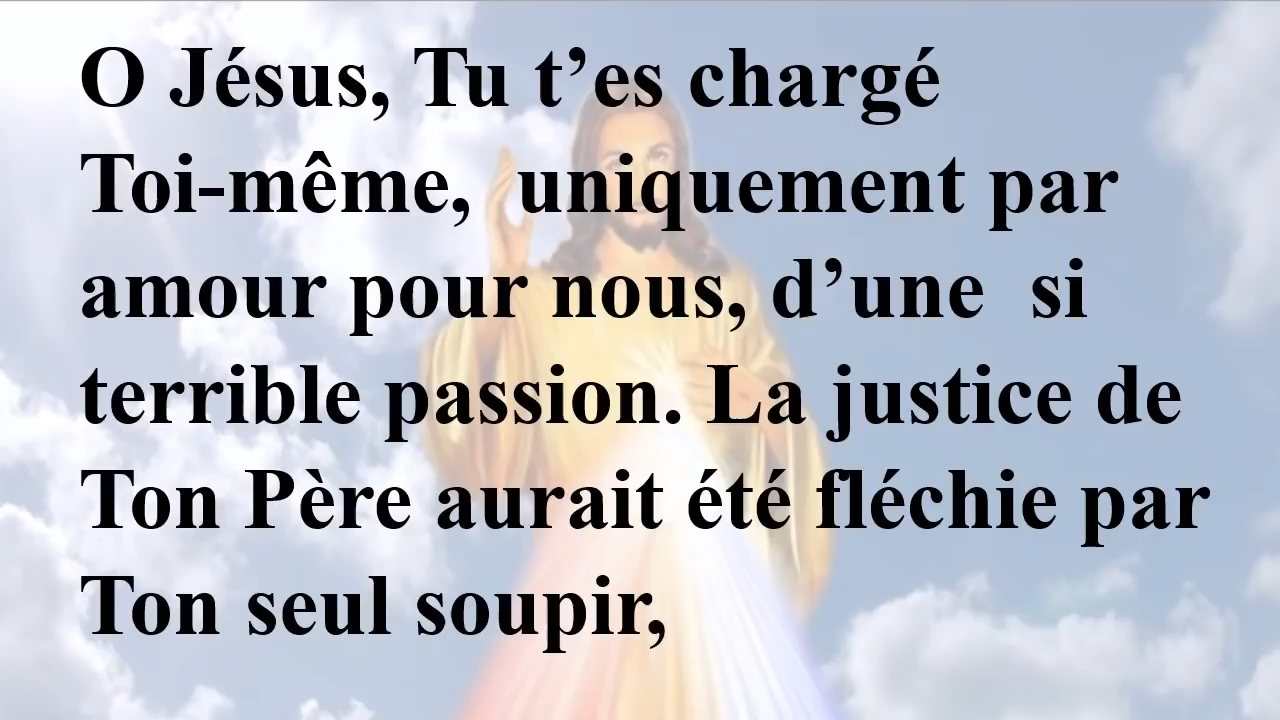 O Jésus, Tu t’es chargé
Toi-même,  uniquement par
amour pour nous, d’une  si
terrible passion. La justice de
Ton Père aurait été fléchie par
Ton seul soupir,